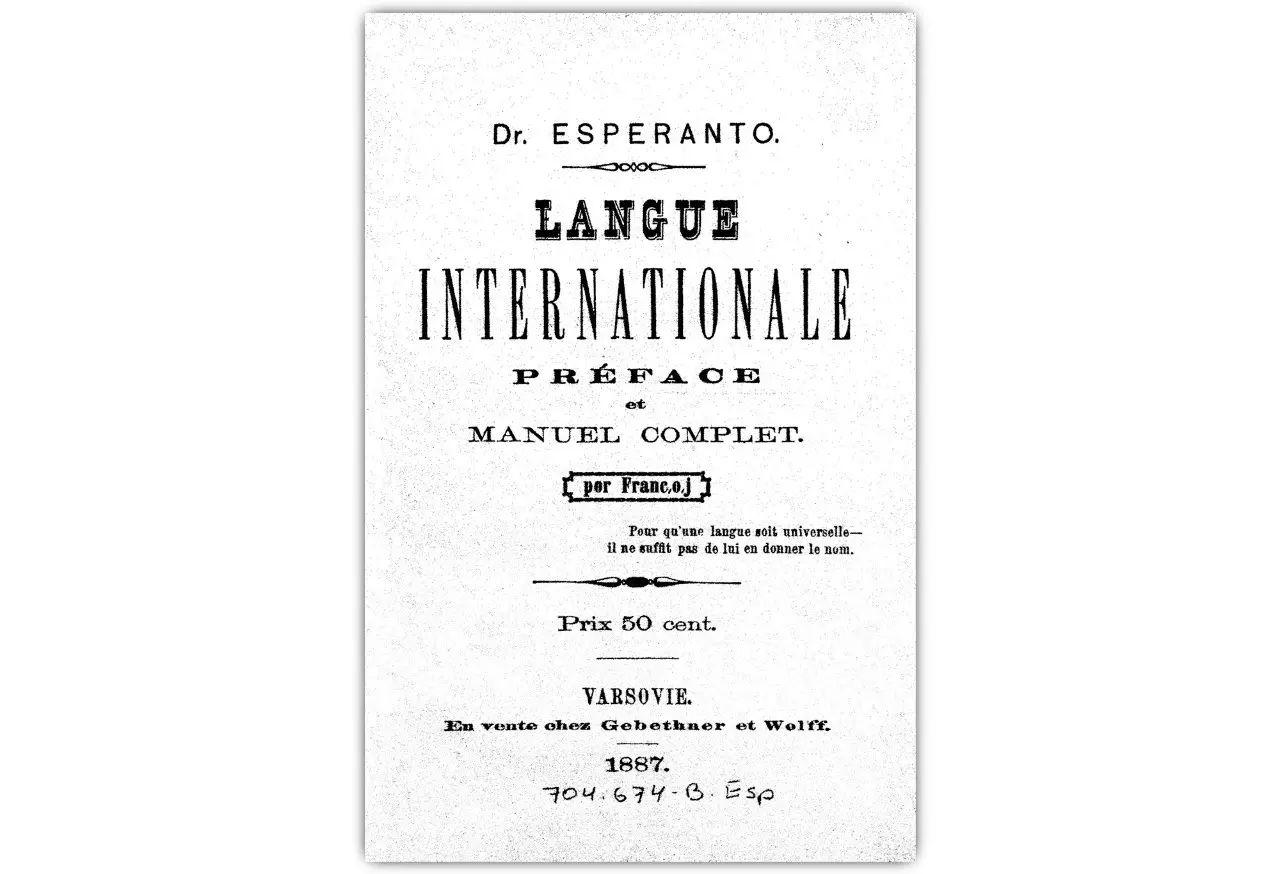 Dr. ESPERANTO.
LANGUE
INTERNATIONALE
PRÉFACE
et
MANUEL COMPLET.
por Franc,o,j
Pour qu'une langue soit universelle—
il ne suffit pas de lui en donner le nom.
Prix 50 cent.
VARSOVIE.
En vente chez Gebethner et Wolff.
1887.
704.674-B. Esp